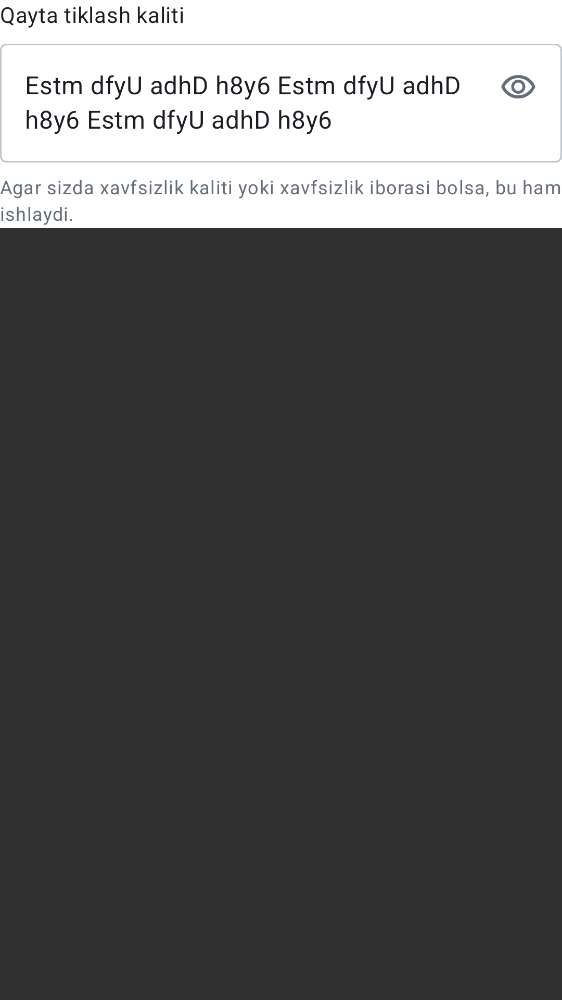 Qayta tiklash kaliti
Estm dfyU adhD h8y6 Estm dfyU adhD
h8y6 Estm dfyU adhD h8y6
Agar sizda xavfsizlik kaliti yoki xavfsizlik iborasi bolsa, bu ham
ishlaydi.